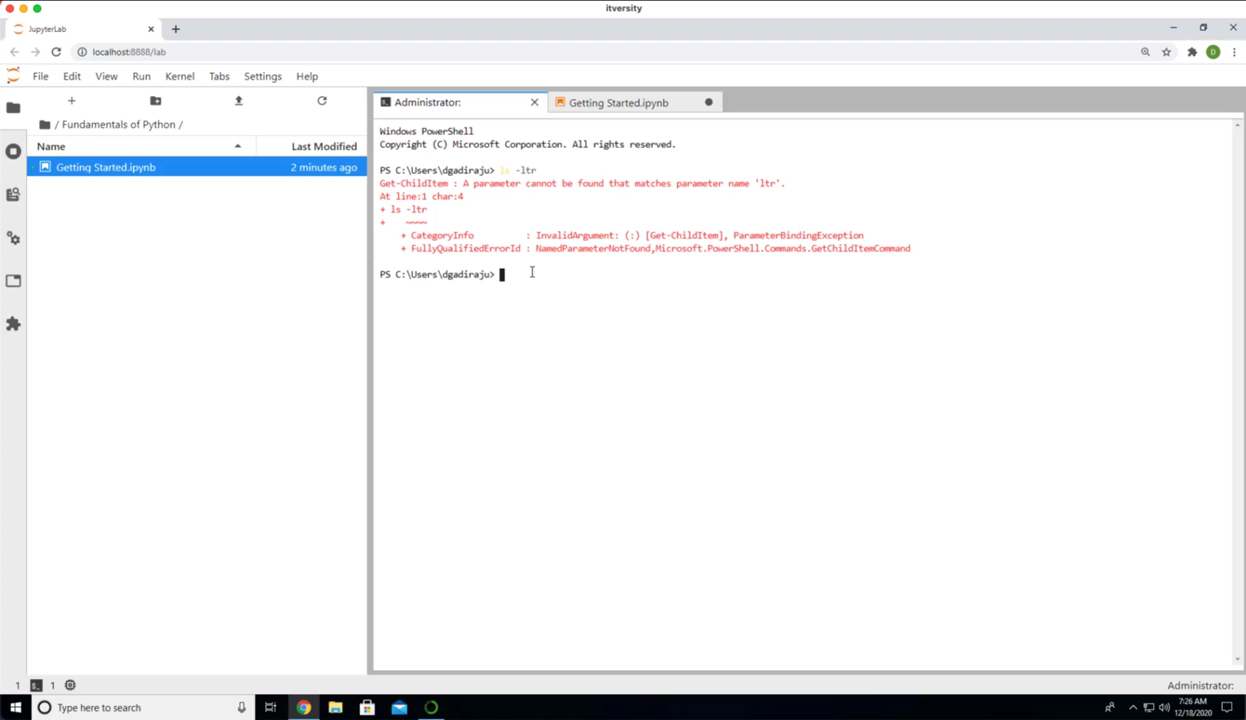 itversity
JupyterLab
localhost:8888/lab
File Edit View Run Kernel Tabs Settings Help
/ Fundamentals of Python /
Name Last Modified
Getting Started.ipynb 2 minutes ago
Administrator: Getting Started.ipynb
Windows PowerShell
Copyright (C) Microsoft Corporation. All rights reserved.
PS C:\Users\dgadiraju> ls -ltr
Get-ChildItem : A parameter cannot be found that matches parameter name 'ltr'.
At line:1 char:4
+ ls -ltr
+    ~~~~
+ CategoryInfo : InvalidArgument: (:) [Get-ChildItem], ParameterBindingException
+ FullyQualifiedErrorId : NamedParameterNotFound,Microsoft.PowerShell.Commands.GetChildItemCommand
PS C:\Users\dgadiraju>
1 $_ 1 Administrator:
Type here to search
7:26 AM
12/18/2020
D